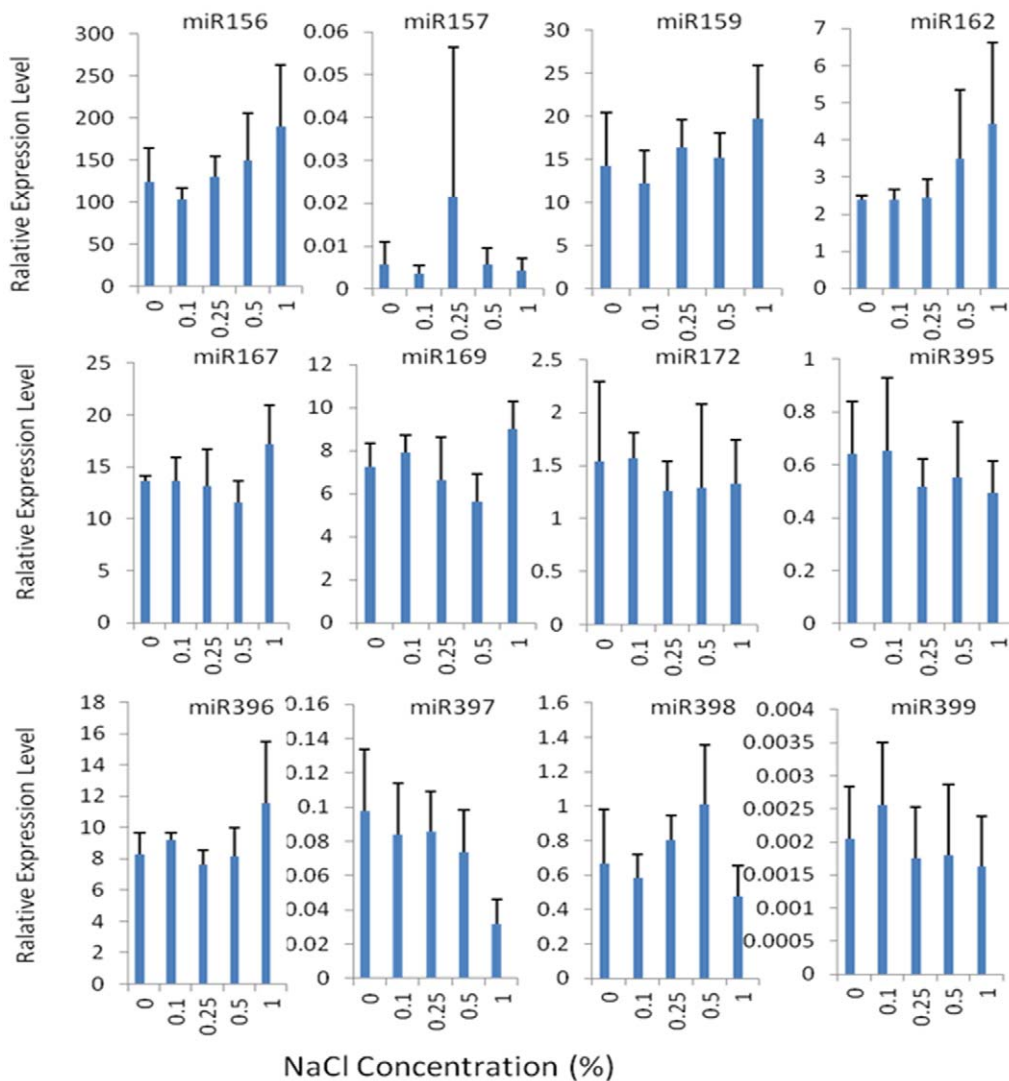 miR156 miR157 miR159 miR162
Ralative Expression Level
300 250 200 150 100 50 0
0 0.1 0.25 0.5 1
0.06 0.05 0.04 0.03 0.02 0.01 0
0 0.1 0.25 0.5 1
30 25 20 15 10 5 0
0 0.1 0.25 0.5 1
7 6 5 4 3 2 1 0
0 0.1 0.25 0.5 1
miR167 miR169 miR172 miR395
Ralative Expression Level
25 20 15 10 5 0
0 0.1 0.25 0.5 1
12 10 8 6 4 2 0
0 0.1 0.25 0.5 1
2.5 2 1.5 1 0.5 0
0 0.1 0.25 0.5 1
1 0.8 0.6 0.4 0.2 0
0 0.1 0.25 0.5 1
miR396 miR397 miR398 miR399
Ralative Expression Level
18 16 14 12 10 8 6 4 2 0
0 0.1 0.25 0.5 1
0.16 0.14 0.12 0.1 0.08 0.06 0.04 0.02 0
0 0.1 0.25 0.5 1
1.6 1.4 1.2 1 0.8 0.6 0.4 0.2 0
0 0.1 0.25 0.5 1
0.004 0.0035 0.003 0.0025 0.002 0.0015 0.001 0.0005 0
0 0.1 0.25 0.5 1
NaCl Concentration (%)